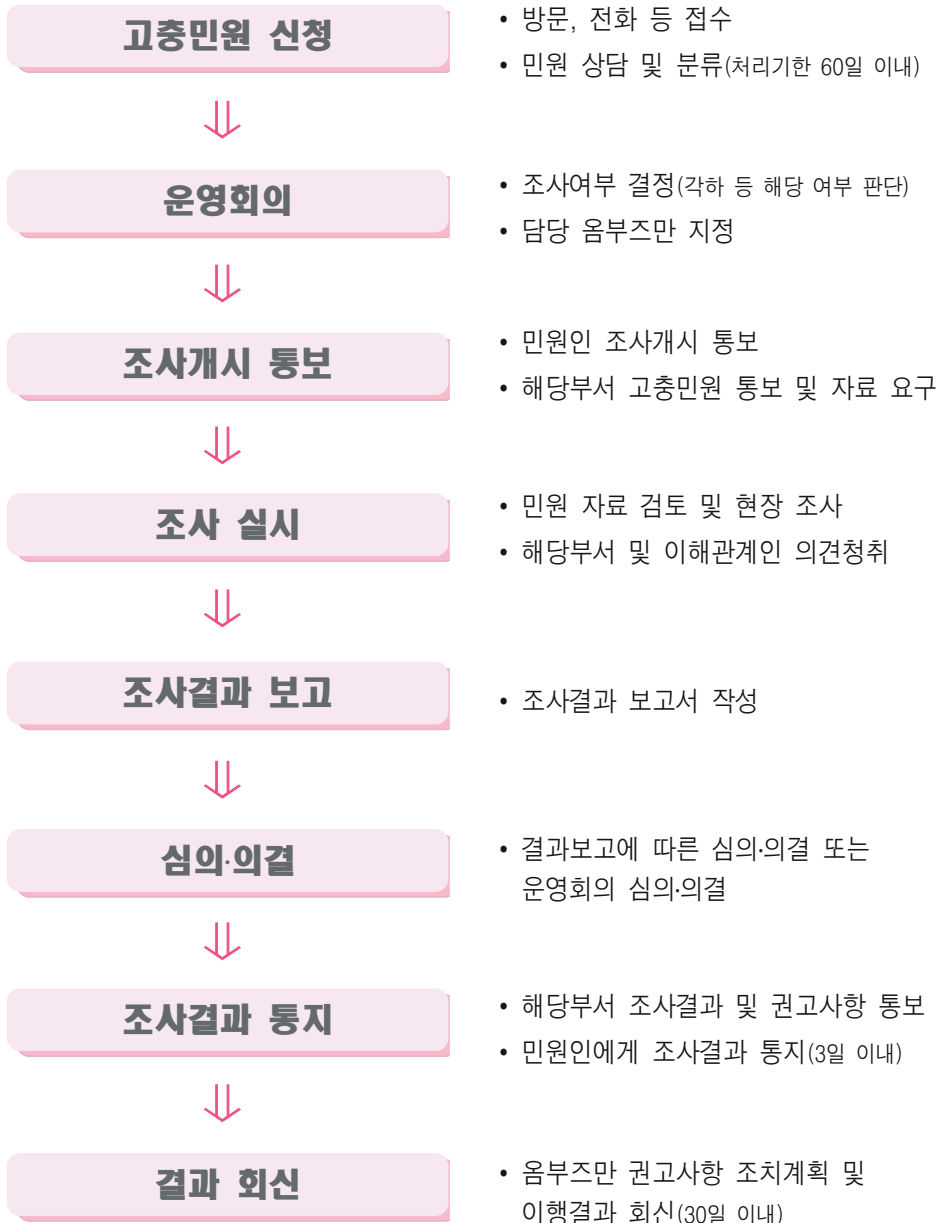 고충민원 신청
• 방문, 전화 등 접수
• 민원 상담 및 분류(처리기한 60일 이내)
⇓
운영회의
• 조사여부 결정(각하 등 해당 여부 판단)
• 담당 옴부즈만 지정
⇓
조사개시 통보
• 민원인 조사개시 통보
• 해당부서 고충민원 통보 및 자료 요구
⇓
조사 실시
• 민원 자료 검토 및 현장 조사
• 해당부서 및 이해관계인 의견청취
⇓
조사결과 보고
• 조사결과 보고서 작성
⇓
심의·의결
• 결과보고에 따른 심의·의결 또는
운영회의 심의·의결
⇓
조사결과 통지
• 해당부서 조사결과 및 권고사항 통보
• 민원인에게 조사결과 통지(3일 이내)
⇓
결과 회신
• 옴부즈만 권고사항 조치계획 및
이행결과 회신(30일 이내)